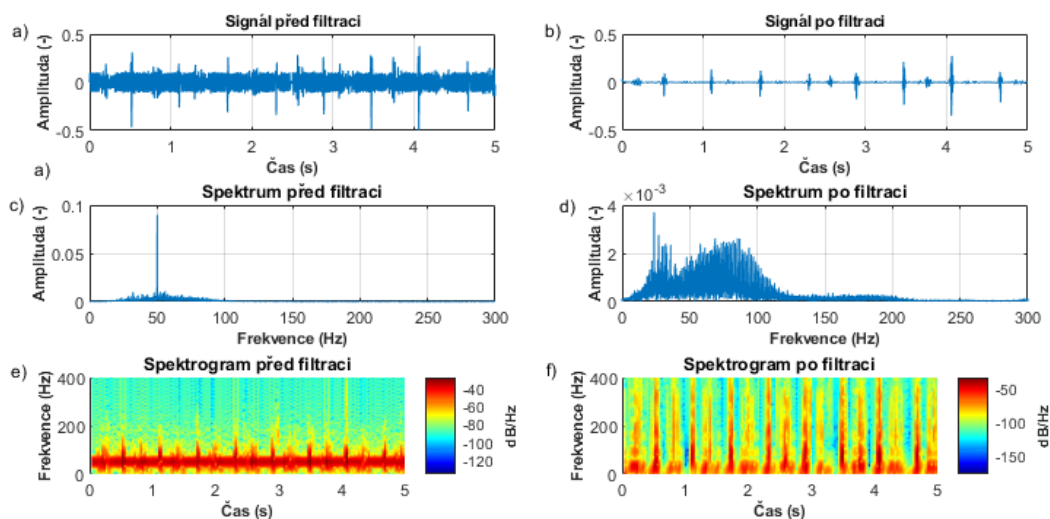 a)
Signál před filtrací
0.5
0
-0.5
Amplituda (-)
0 1 2 3 4 5
Čas (s)
b)
Signál po filtraci
0.5
0
-0.5
Amplituda (-)
0 1 2 3 4 5
Čas (s)
a)
c)
Spektrum před filtraci
0.1
0.05
0
Amplituda (-)
0 50 100 150 200 250 300
Frekvence (Hz)
d)
Spektrum po filtraci
× 10⁻³
4
2
0
Amplituda (-)
0 50 100 150 200 250 300
Frekvence (Hz)
e)
Spektrogram před filtraci
400
200
0
Frekvence (Hz)
0 1 2 3 4 5
Čas (s)
-40
-60
-80
-100
-120
dB/Hz
f)
Spektrogram po filtraci
400
200
0
Frekvence (Hz)
0 1 2 3 4 5
Čas (s)
-50
-100
-150
dB/Hz